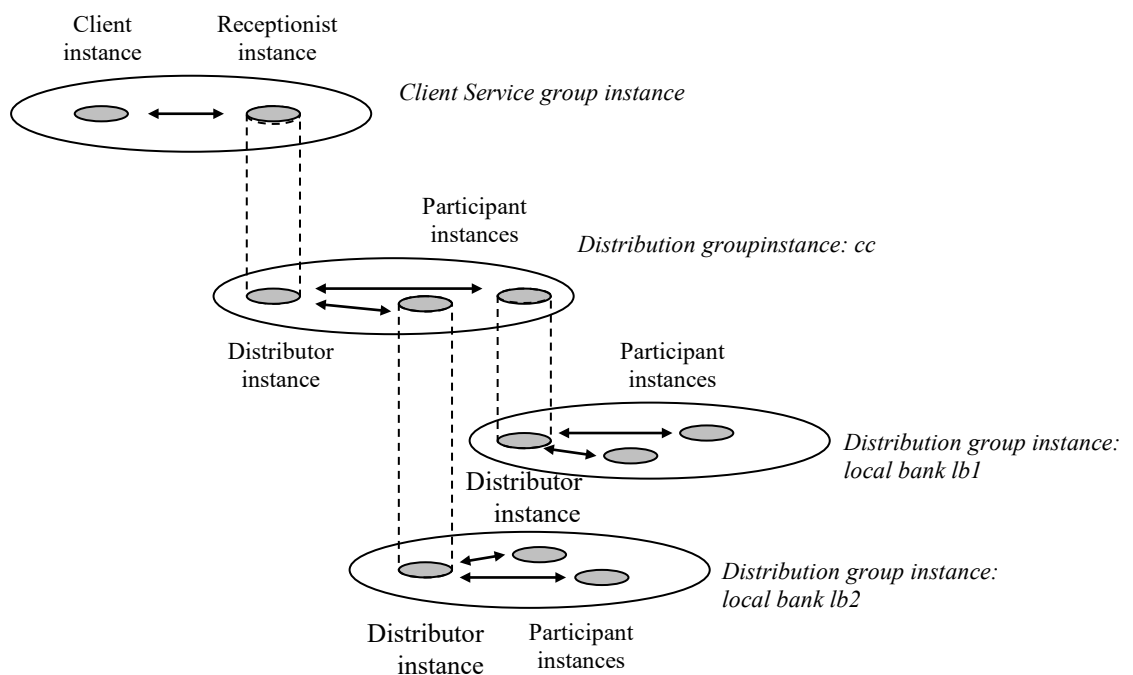 Client
instance
Receptionist
instance
Client Service group instance
Participant
instances
Distribution groupinstance: cc
Distributor
instance
Participant
instances
Distribution group instance:
local bank lb1
Distributor
instance
Distribution group instance:
local bank lb2
Distributor
instance
Participant
instances